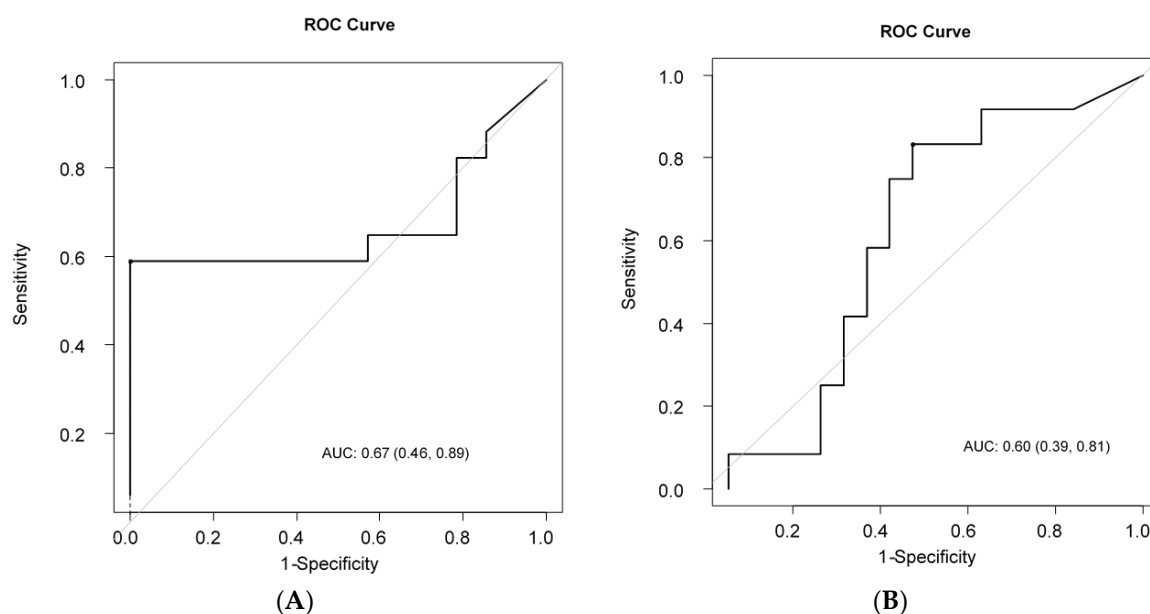 ROC Curve
1.0
0.8
0.6
0.4
0.2
Sensitivity
AUC: 0.67 (0.46, 0.89)
0.0 0.2 0.4 0.6 0.8 1.0
1-Specificity
(A)
ROC Curve
1.0
0.8
0.6
0.4
0.2
0.0
Sensitivity
AUC: 0.60 (0.39, 0.81)
0.2 0.4 0.6 0.8 1.0
1-Specificity
(B)